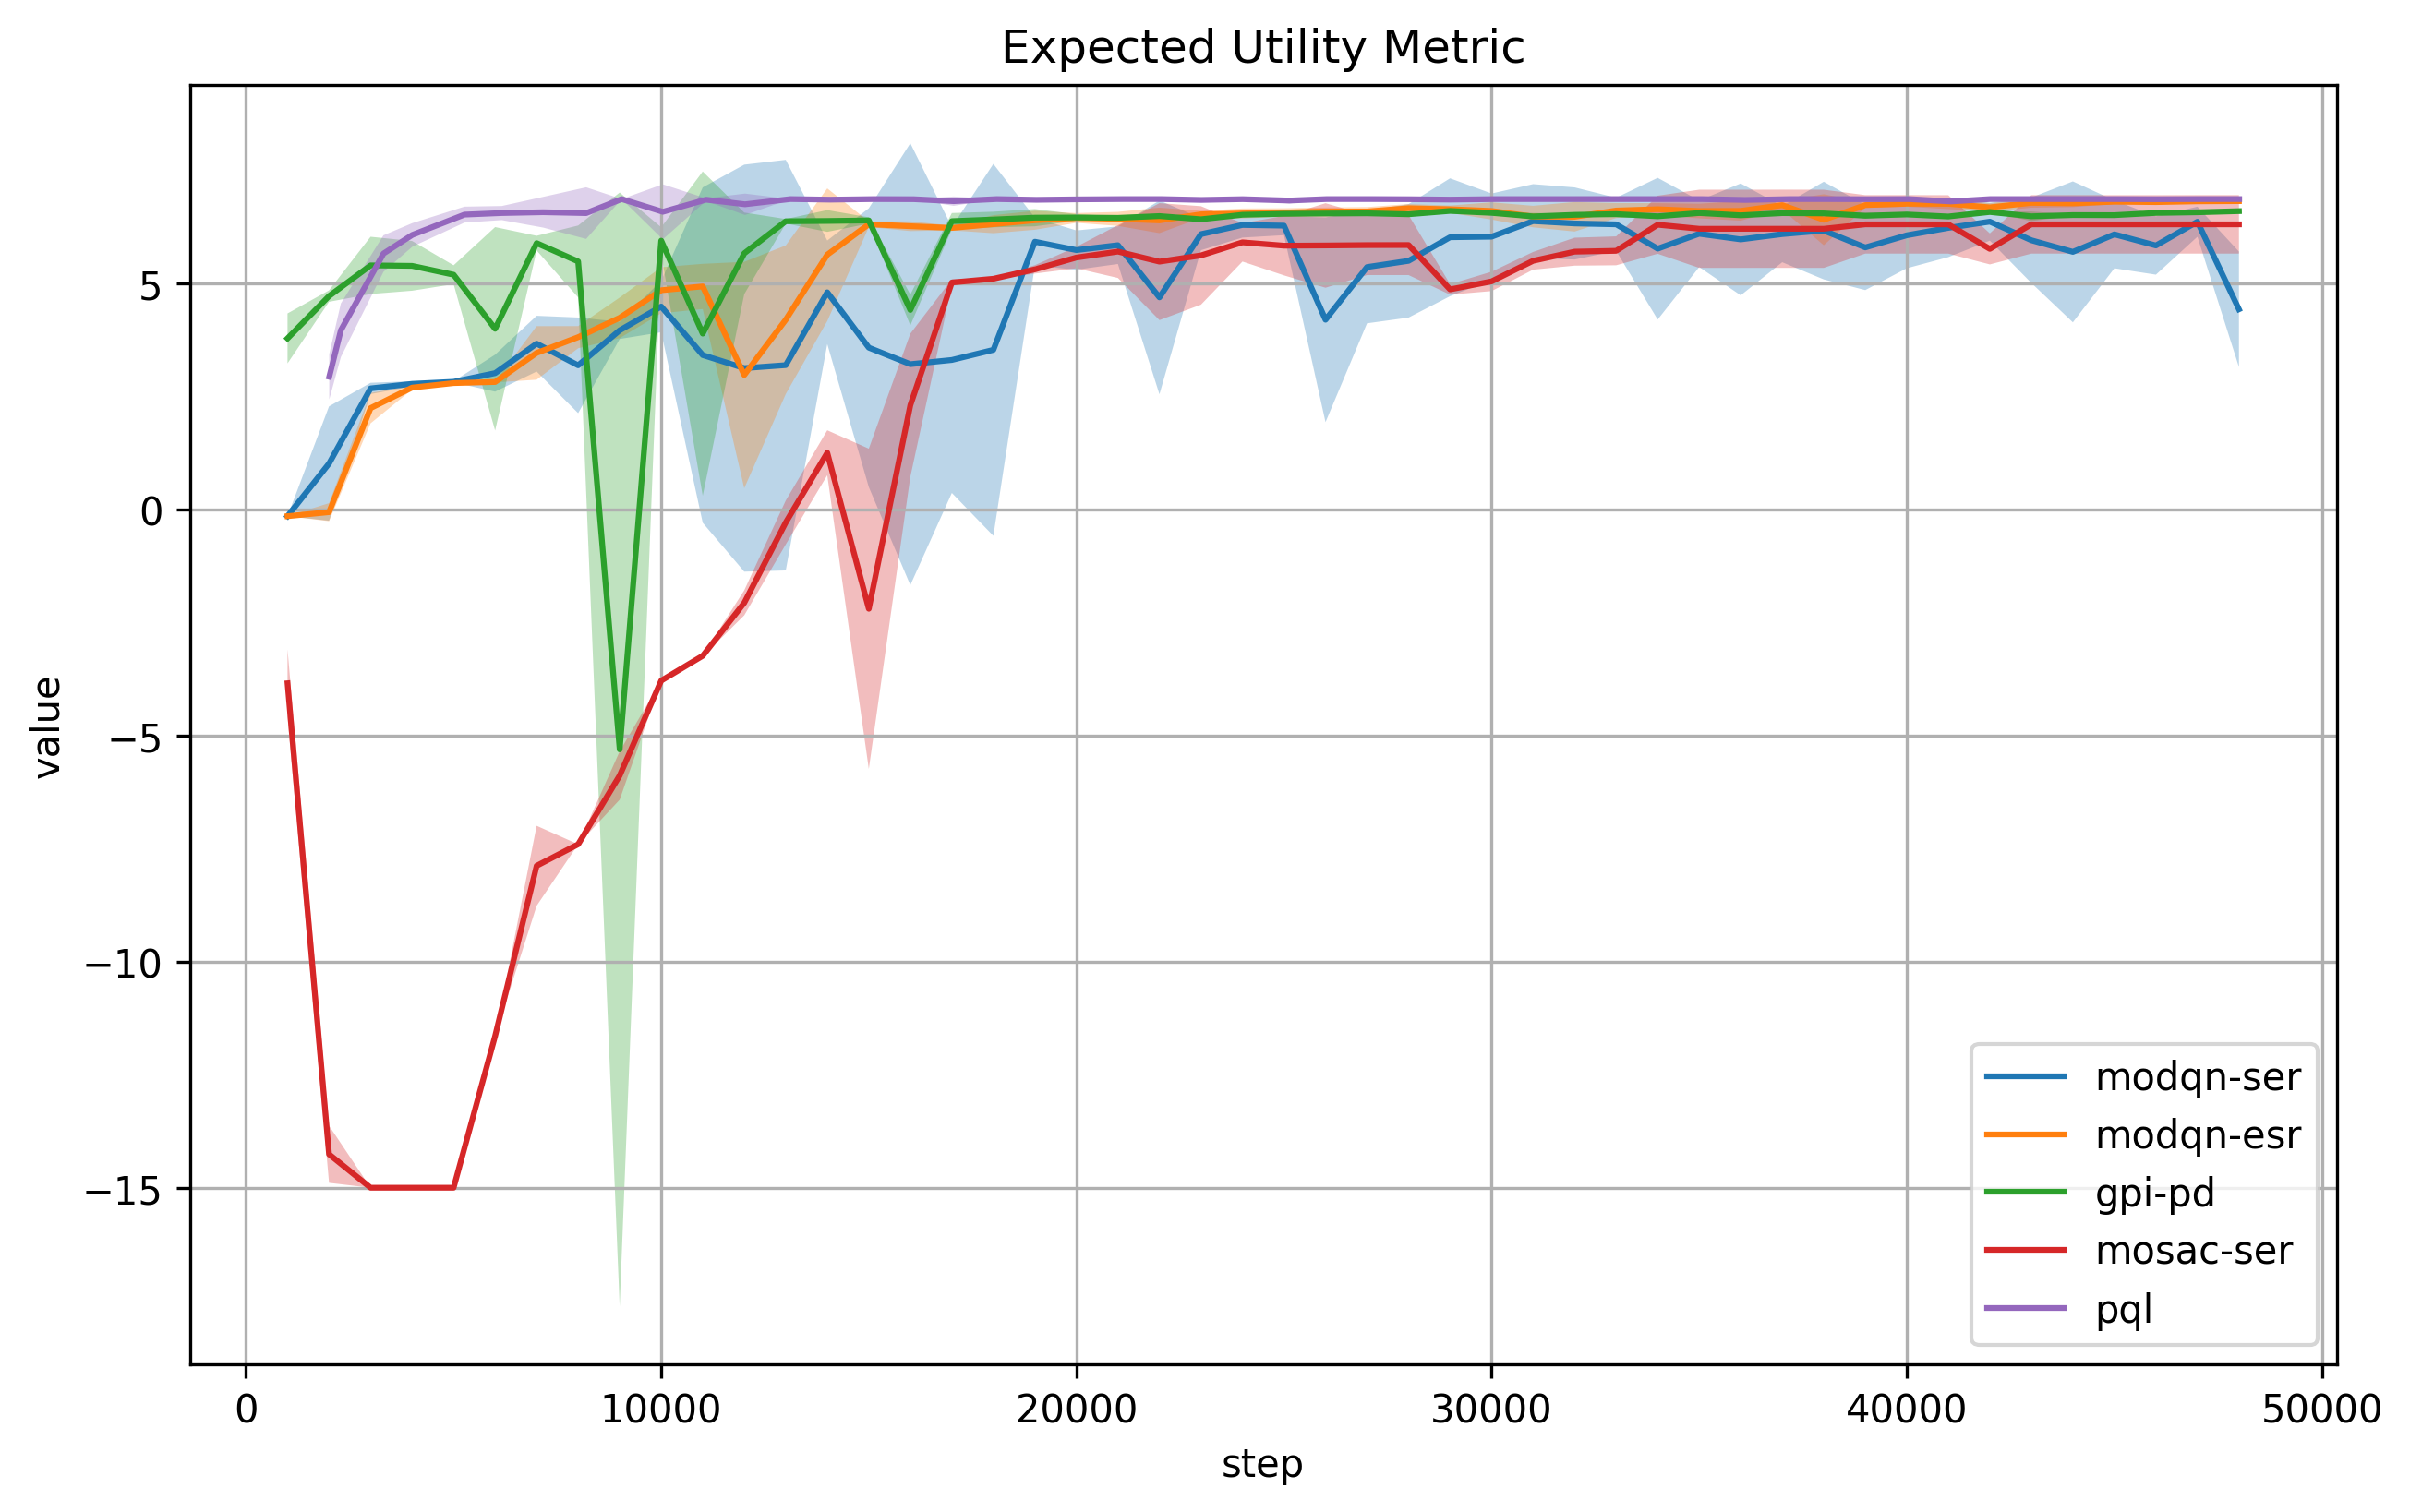 Expected Utility Metric
value
5
0
−5
−10
−15
0 10000 20000 30000 40000 50000
step
modqn-ser
modqn-esr
gpi-pd
mosac-ser
pql